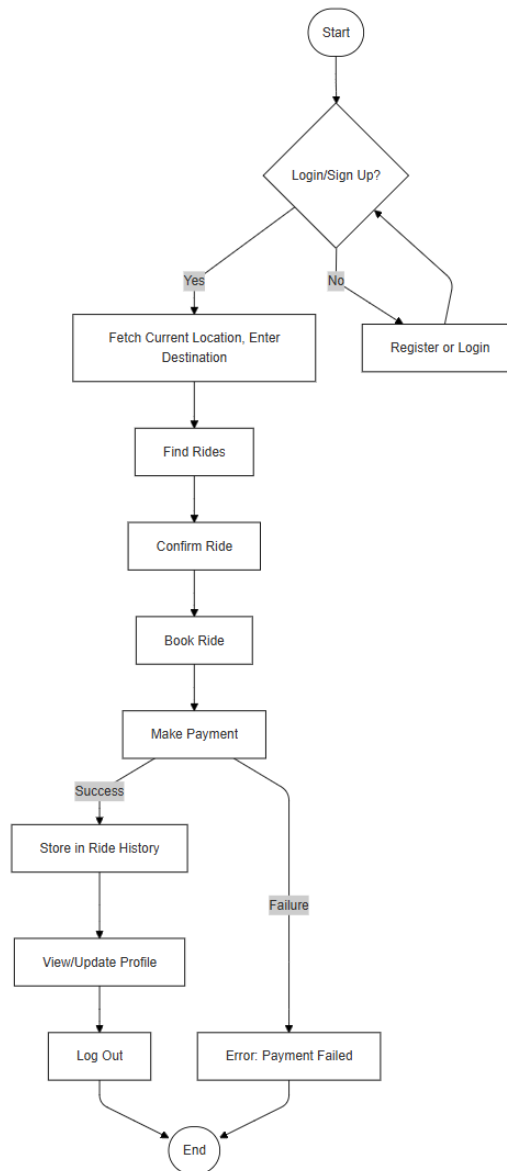 Start
Login/Sign Up?
Yes
No
Fetch Current Location, Enter
Destination
Register or Login
Find Rides
Confirm Ride
Book Ride
Make Payment
Success
Store in Ride History
Failure
View/Update Profile
Log Out
Error: Payment Failed
End